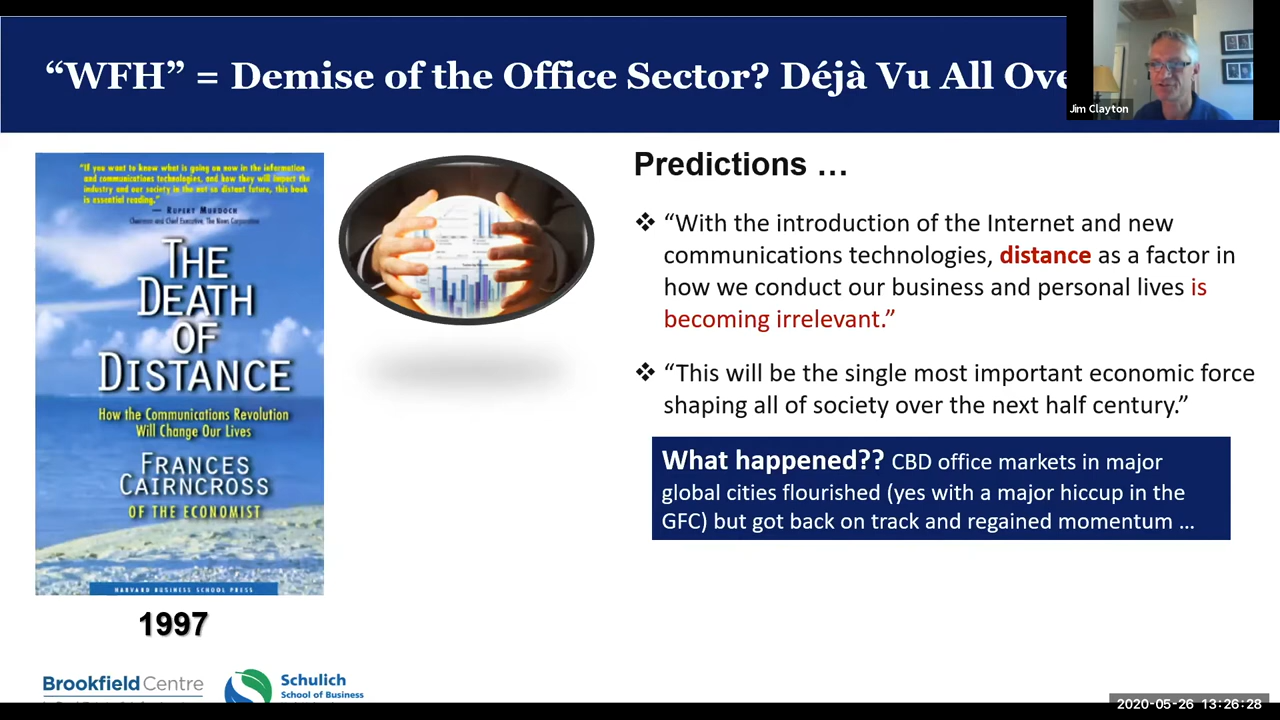 “WFH” = Demise of the Office Sector? Déjà Vu All Ove
Jim Clayton
"If you want to know what is going on now in the information
and communications technologies, and how they will impact the
industry and our society in the not so distant future, this book
is essential reading."
— Rupert Murdoch
Chairman and Chief Executive, The News Corporation
THE
DEATH
OF
DISTANCE
How the Communications Revolution
Will Change Our Lives
FRANCES
CAIRNCROSS
OF THE ECONOMIST
HARVARD BUSINESS SCHOOL PRESS
1997
Predictions …
❖ “With the introduction of the Internet and new
communications technologies, distance as a factor in
how we conduct our business and personal lives is
becoming irrelevant.”
❖ “This will be the single most important economic force
shaping all of society over the next half century.”
What happened?? CBD office markets in major
global cities flourished (yes with a major hiccup in the
GFC) but got back on track and regained momentum …
Brookfield Centre
Schulich
School of Business
2020-05-26 13:26:28